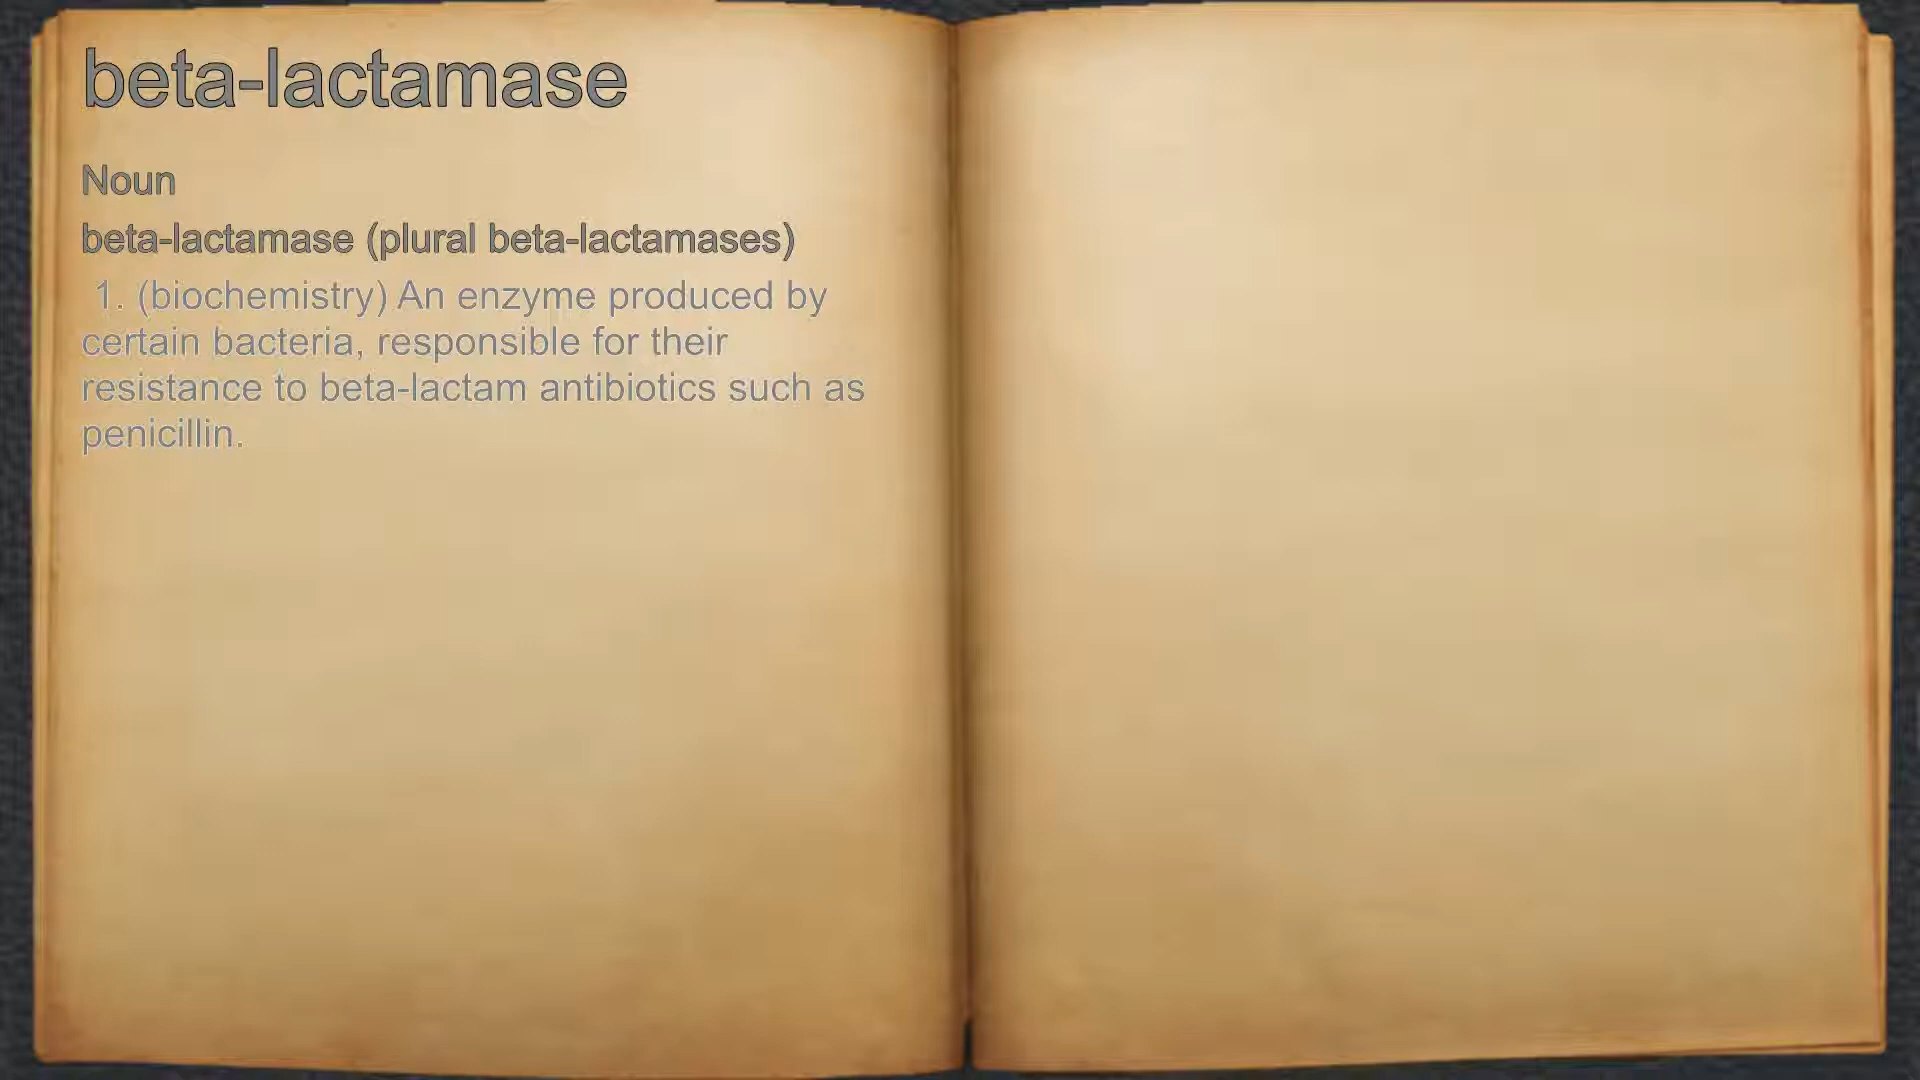 beta-lactamase
Noun
beta-lactamase (plural beta-lactamases)
1. (biochemistry) An enzyme produced by
certain bacteria, responsible for their
resistance to beta-lactam antibiotics such as
penicillin.